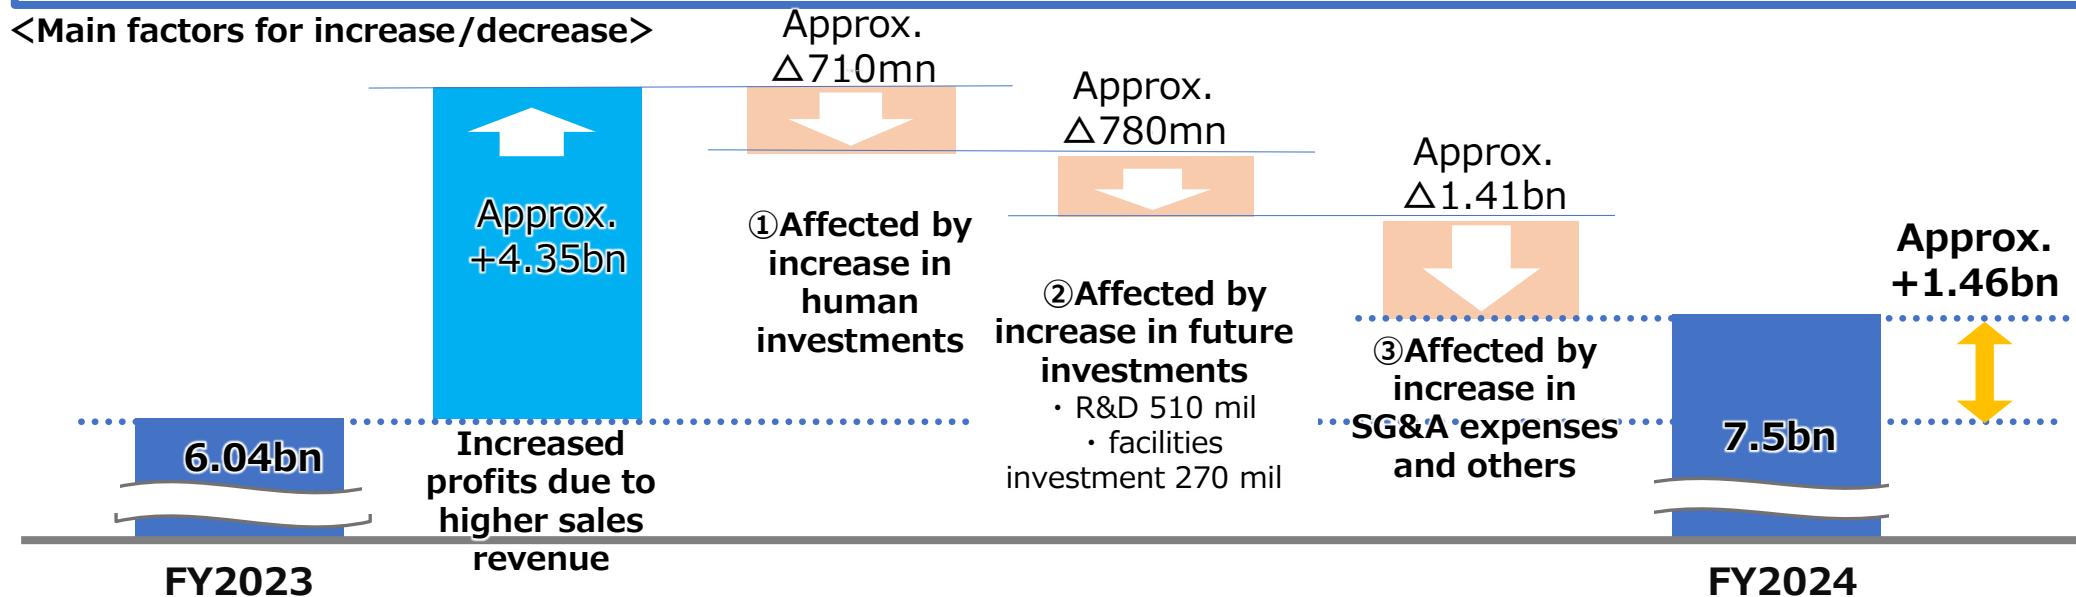 <Main factors for increase/decrease>
Approx.
△710mn
Approx.
△780mn
Approx.
△1.41bn
Approx.
+4.35bn
①Affected by
increase in
human
investments
②Affected by
increase in future
investments
・R&D 510 mil
・facilities
investment 270 mil
③Affected by
increase in
SG&A expenses
and others
Approx.
+1.46bn
6.04bn
Increased
profits due to
higher sales
revenue
7.5bn
FY2023
FY2024